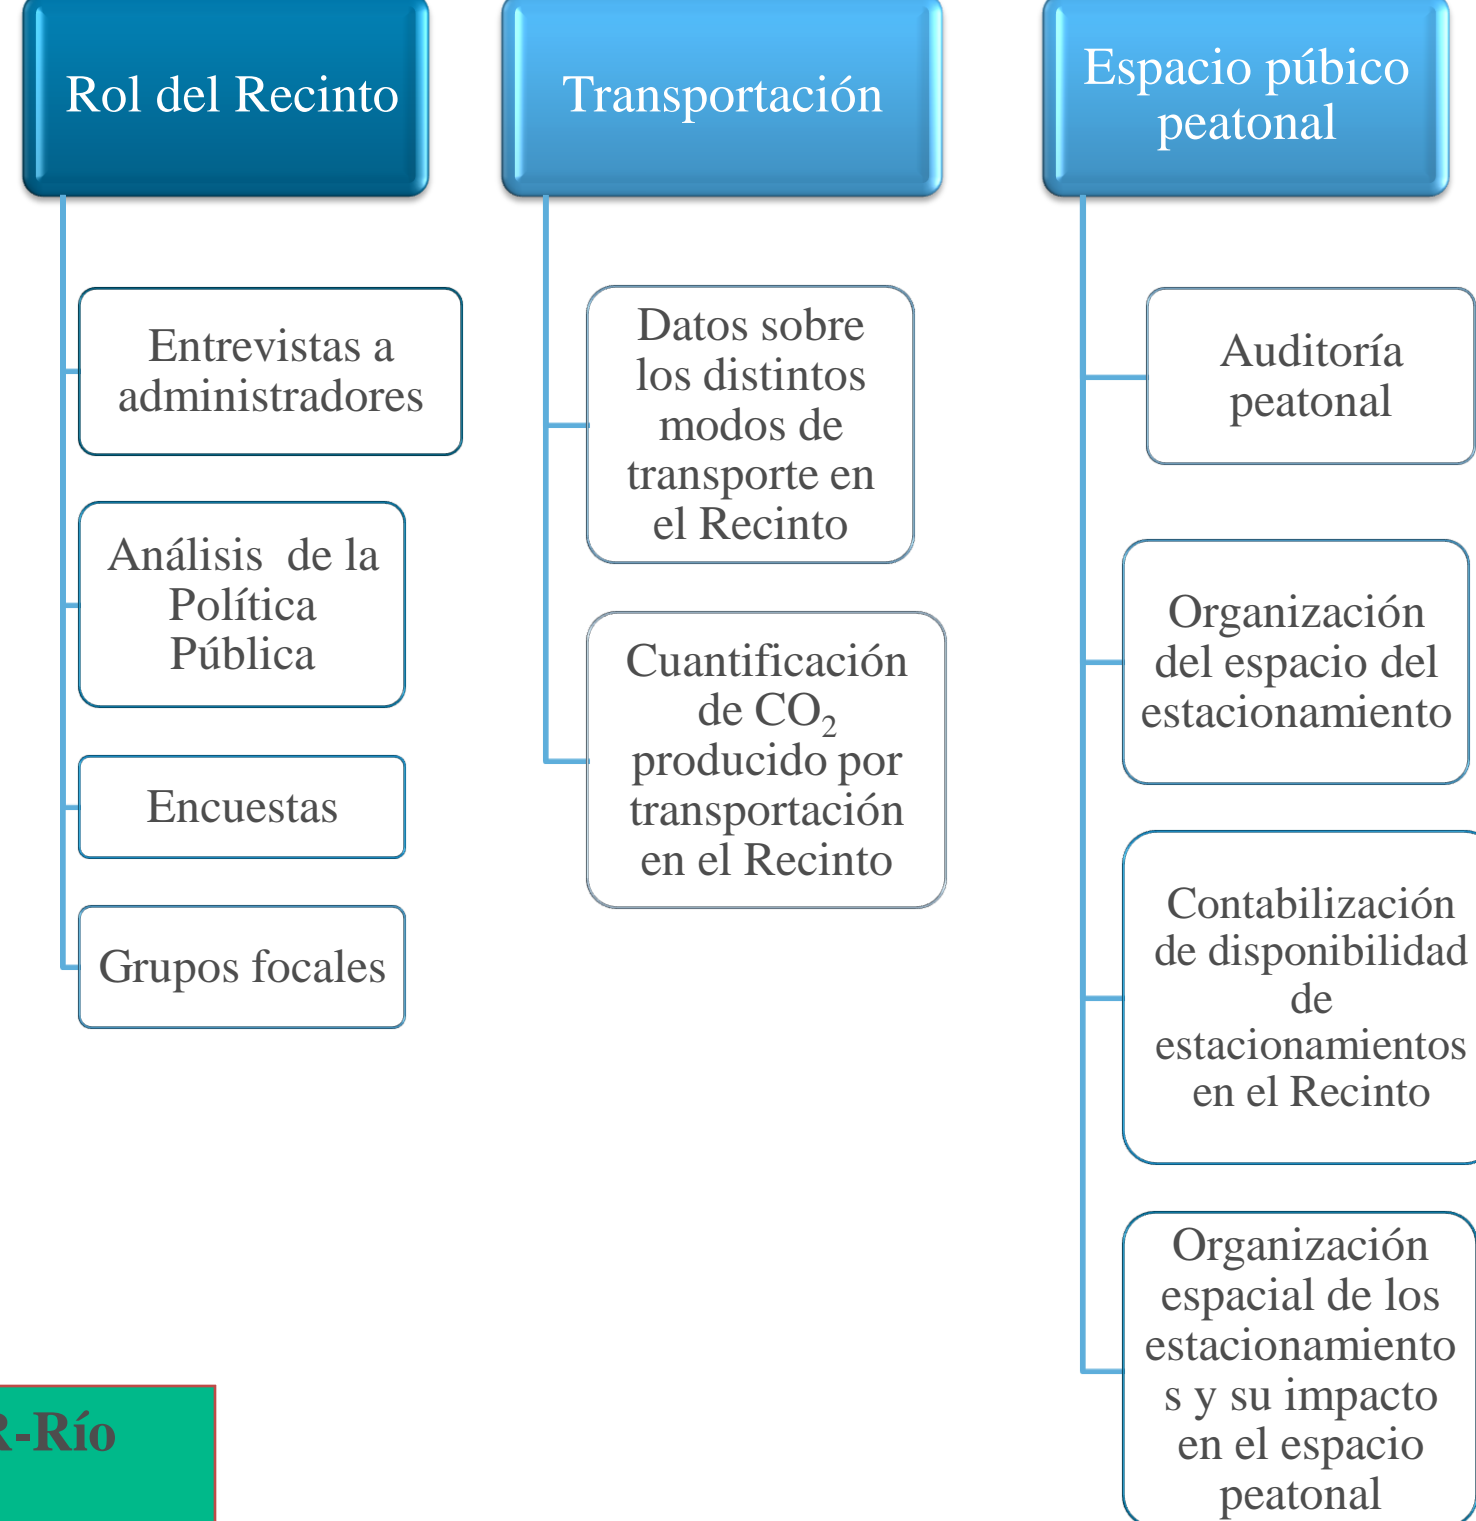 Rol del Recinto
Entrevistas a
administradores
Análisis de la
Política
Pública
Encuestas
Grupos focales
Transportación
Datos sobre
los distintos
modos de
transporte en
el Recinto
Cuantificación
de CO₂
producido por
transportación
en el Recinto
Espacio púbico
peatonal
Auditoría
peatonal
Organización
del espacio del
estacionamiento
Contabilización
de disponibilidad
de
estacionamientos
en el Recinto
Organización
espacial de los
estacionamiento
s y su impacto
en el espacio
peatonal
R-Río